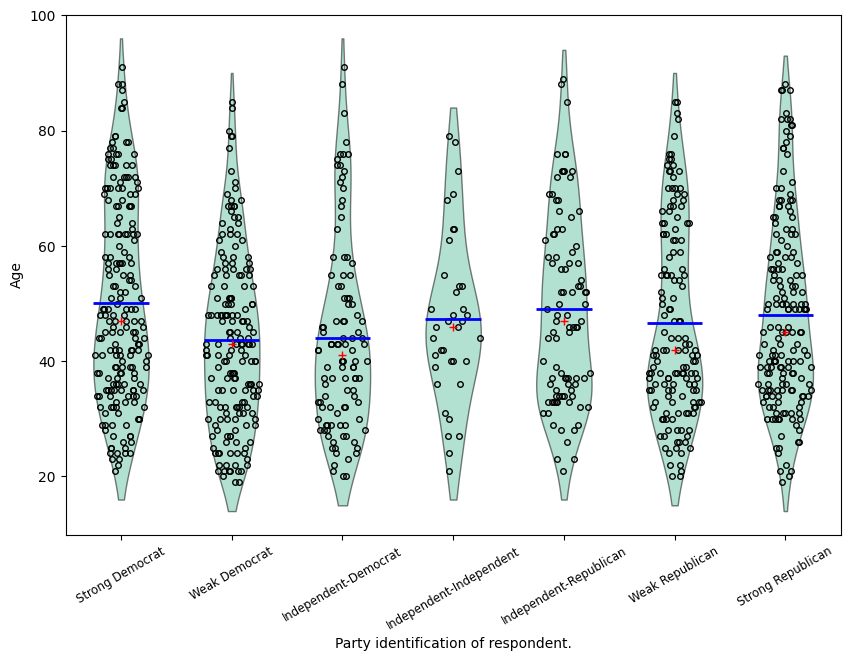 100
80
60
40
20
Age
Strong Democrat
Weak Democrat
Independent-Democrat
Independent-Independent
Independent-Republican
Weak Republican
Strong Republican
Party identification of respondent.